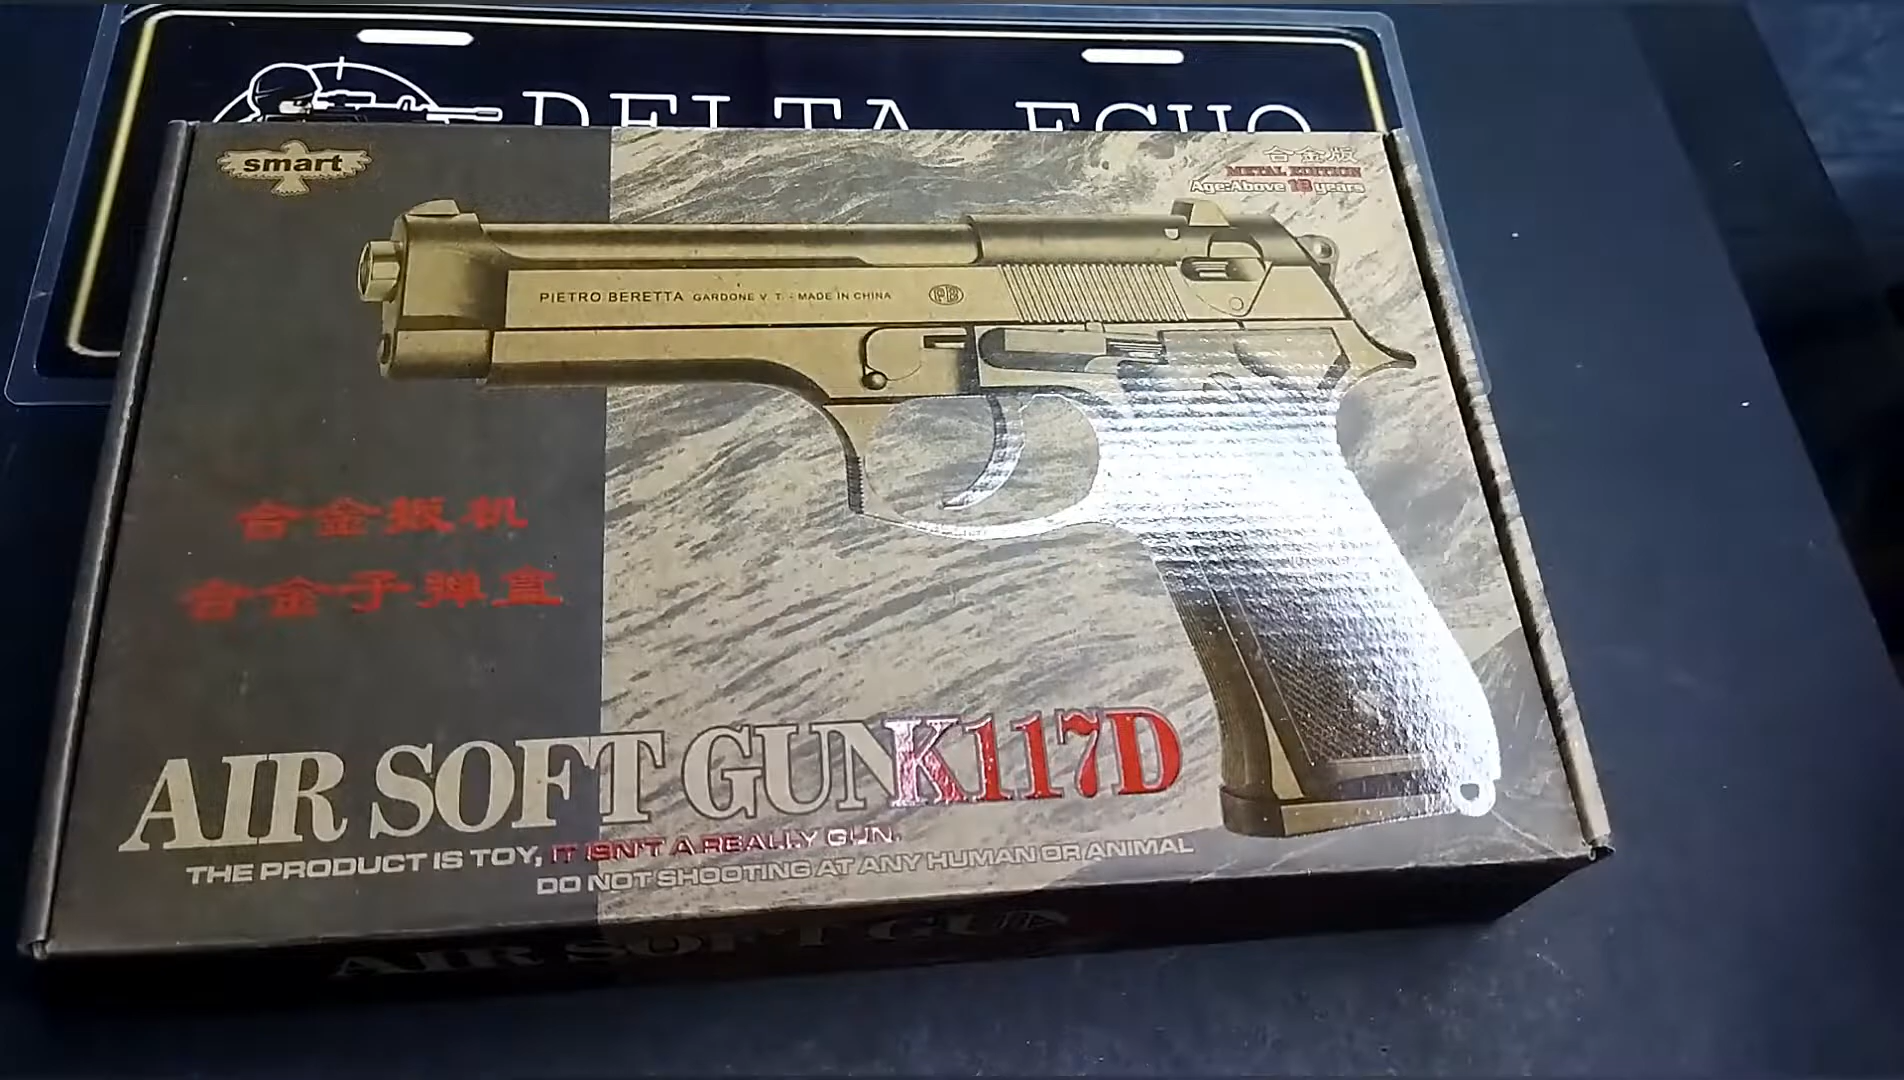 DELTA ECHO
smart
合金版
METAL EDITION
Age:Above 18 years
PIETRO BERETTA GARDONE V. T. - MADE IN CHINA
PB
合金扳机
合金子弹盒
AIR SOFT GUN K117D
THE PRODUCT IS TOY, IT ISN'T A REALLY GUN.
DO NOT SHOOTING AT ANY HUMAN OR ANIMAL
AIR SOFT GUN